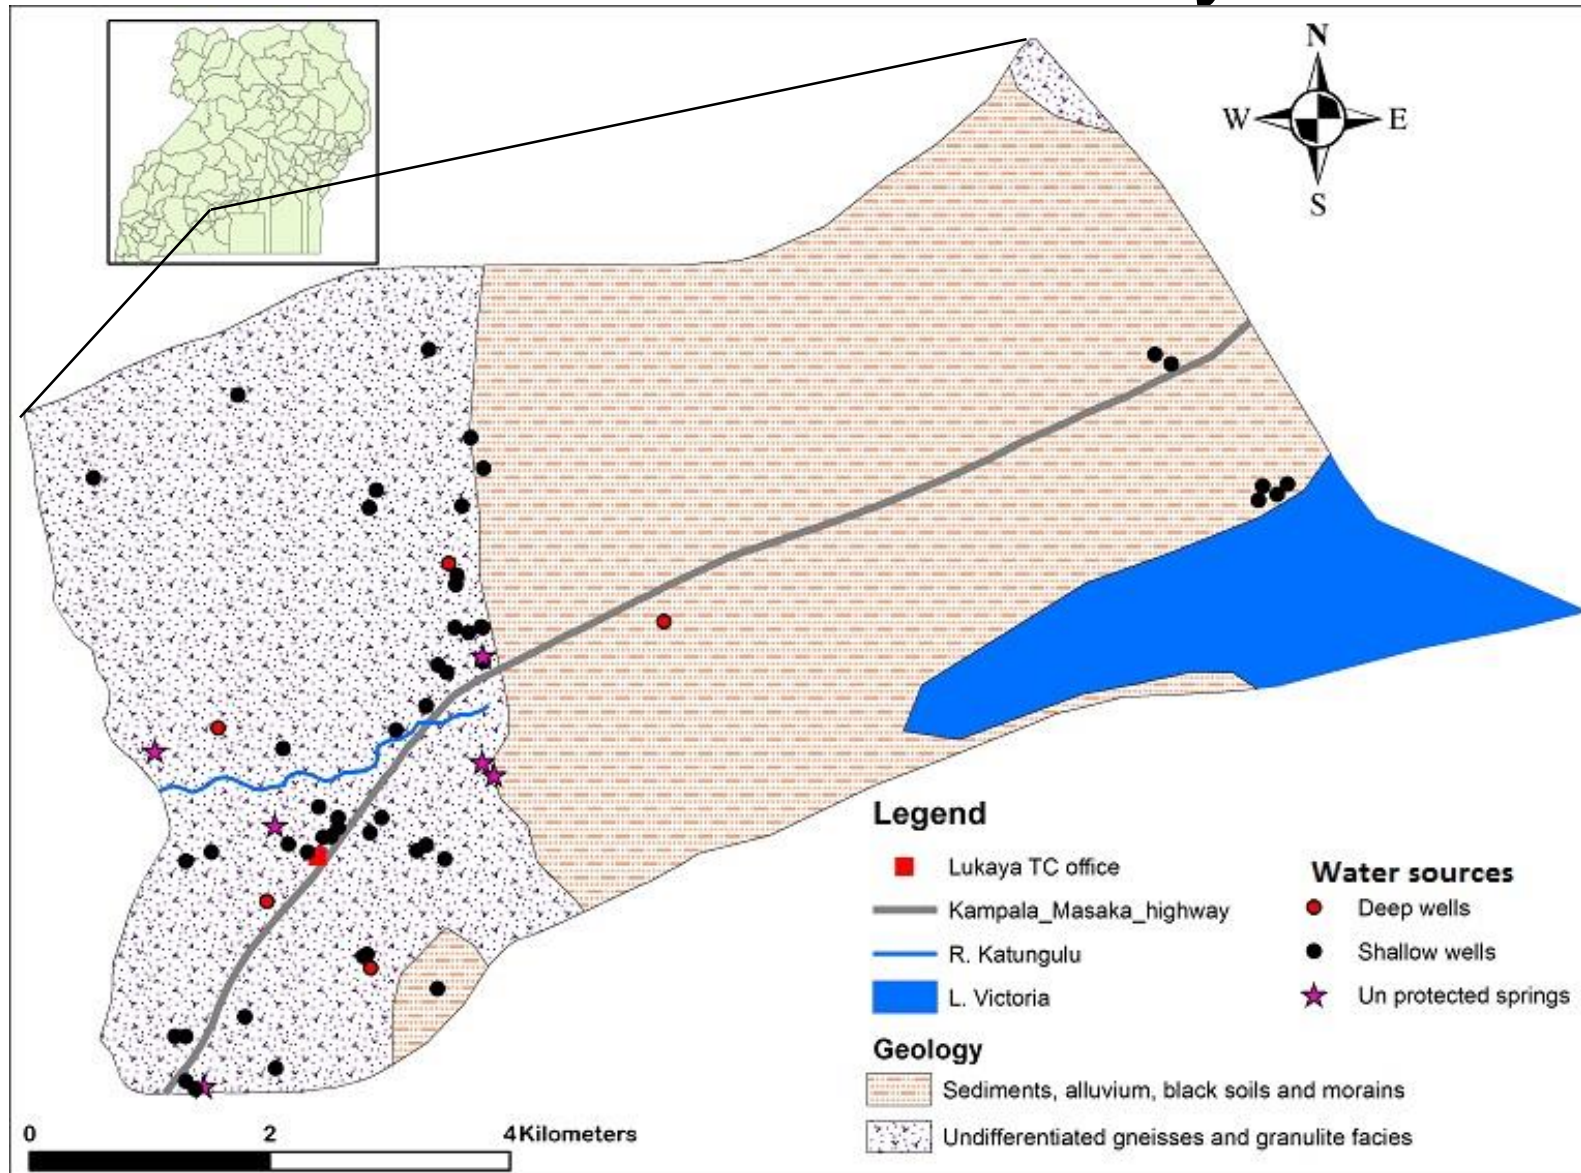 N
W E
S
Legend
Lukaya TC office
Kampala_Masaka_highway
R. Katungulu
L. Victoria
Water sources
Deep wells
Shallow wells
Un protected springs
Geology
Sediments, alluvium, black soils and morains
Undifferentiated gneisses and granulite facies
0 2 4Kilometers